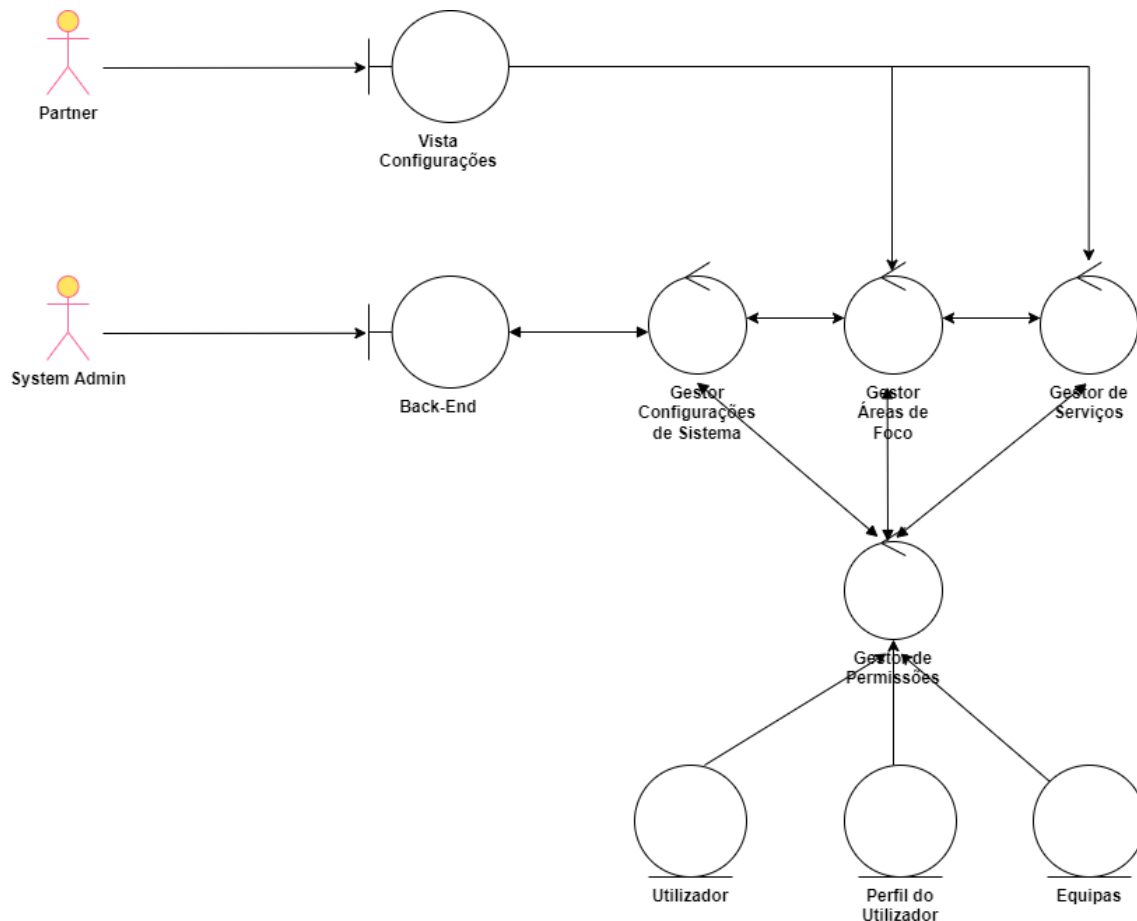 Partner
Vista
Configurações
System Admin
Back-End
Gestor
Configurações
de Sistema
Gestor
Áreas de
Foco
Gestor de
Serviços
Gestor de
Permissões
Utilizador
Perfil do
Utilizador
Equipas